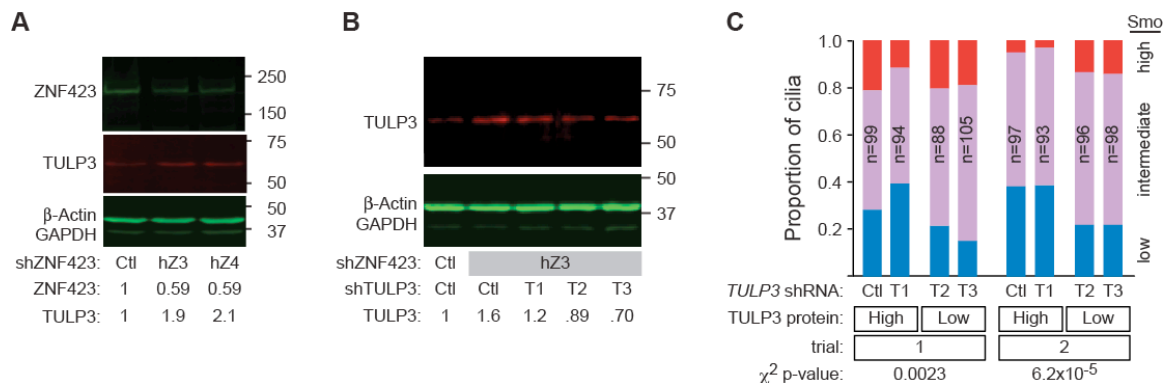 A
ZNF423
250
150
TULP3
75
50
β-Actin
GAPDH
50
37
shZNF423: Ctl hZ3 hZ4
ZNF423: 1 0.59 0.59
TULP3: 1 1.9 2.1
B
TULP3
75
50
β-Actin
GAPDH
37
shZNF423: Ctl hZ3
shTULP3: Ctl Ctl T1 T2 T3
TULP3: 1 1.6 1.2 .89 .70
C
Smo
Proportion of cilia
1.0
0.8
0.6
0.4
0.2
n=99 n=94 n=88 n=105 n=97 n=93 n=96 n=98
high
intermediate
low
TULP3 shRNA: Ctl T1 T2 T3 Ctl T1 T2 T3
TULP3 protein: High Low High Low
trial: 1 2
χ² p-value: 0.0023 6.2x10⁻⁵